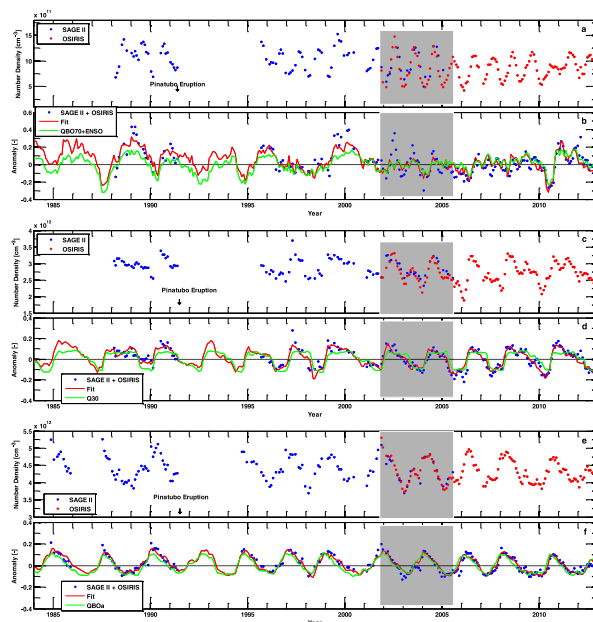 x 10^11
SAGE II
OSIRIS
a
Number Density [cm^-3]
15
10
5
Pinatubo Eruption
SAGE II + OSIRIS
Fit
QBO70+ENSO
b
Anomaly [-]
0.6
0.4
0.2
0
-0.2
-0.4
1985 1990 1995 2000 2005 2010
Year
x 10^12
SAGE II
OSIRIS
c
Number Density [cm^-3]
4
3.5
3
2.5
2
1.5
Pinatubo Eruption
d
Anomaly [-]
0.4
0.2
0
-0.2
-0.4
SAGE II + OSIRIS
Fit
Q30
1985 1990 1995 2000 2005 2010
Year
x 10^12
e
Number Density [cm^-3]
5.5
5
4.5
4
3.5
3
SAGE II
OSIRIS
Pinatubo Eruption
f
Anomaly [-]
0.4
0.2
0
-0.2
-0.4
SAGE II + OSIRIS
Fit
QBOa
1985 1990 1995 2000 2005 2010
Year